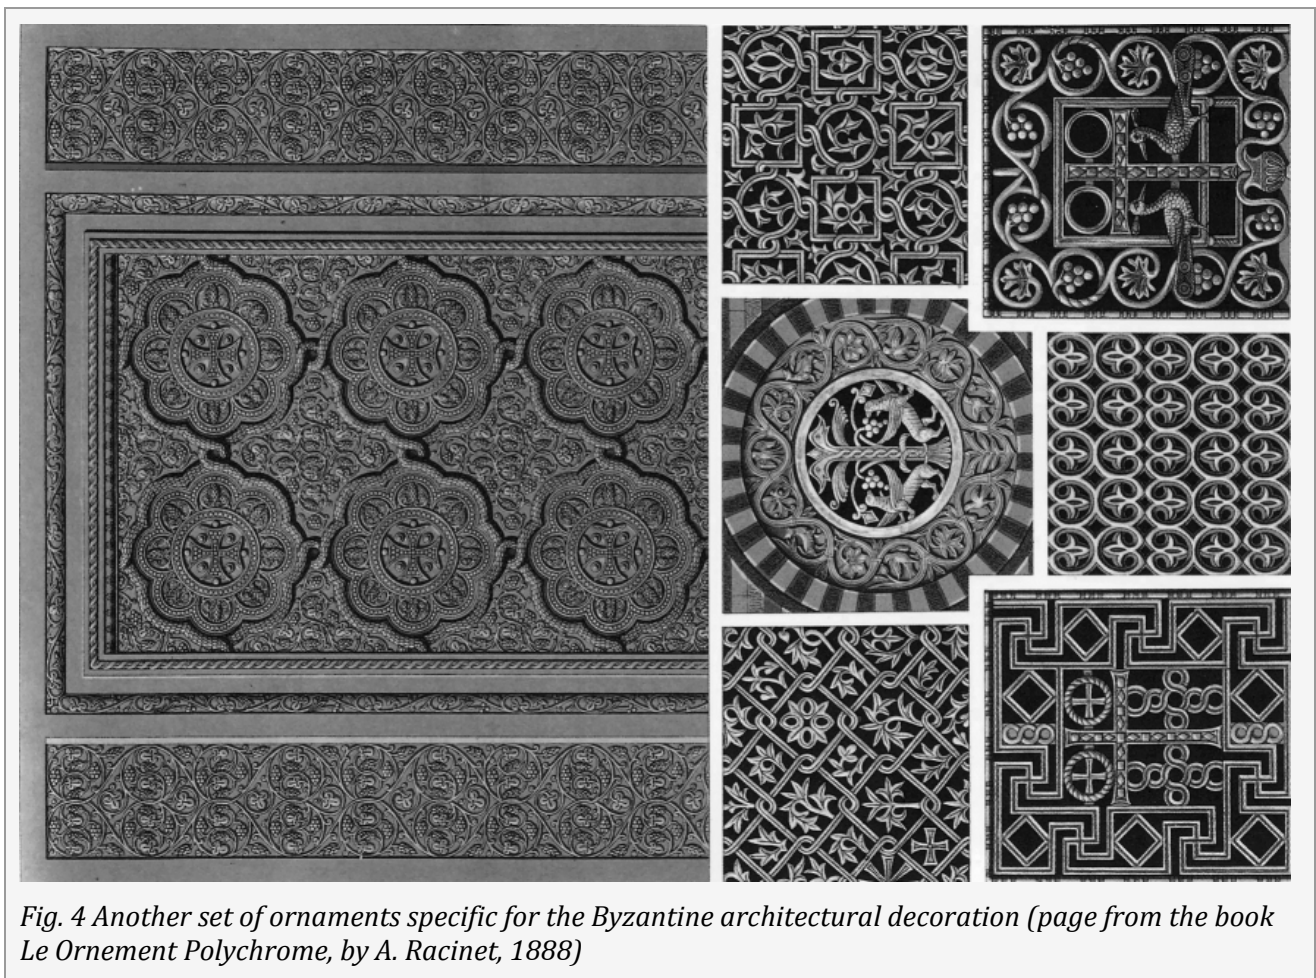 Fig. 4 Another set of ornaments specific for the Byzantine architectural decoration (page from the book
Le Ornement Polychrome, by A. Racinet, 1888)